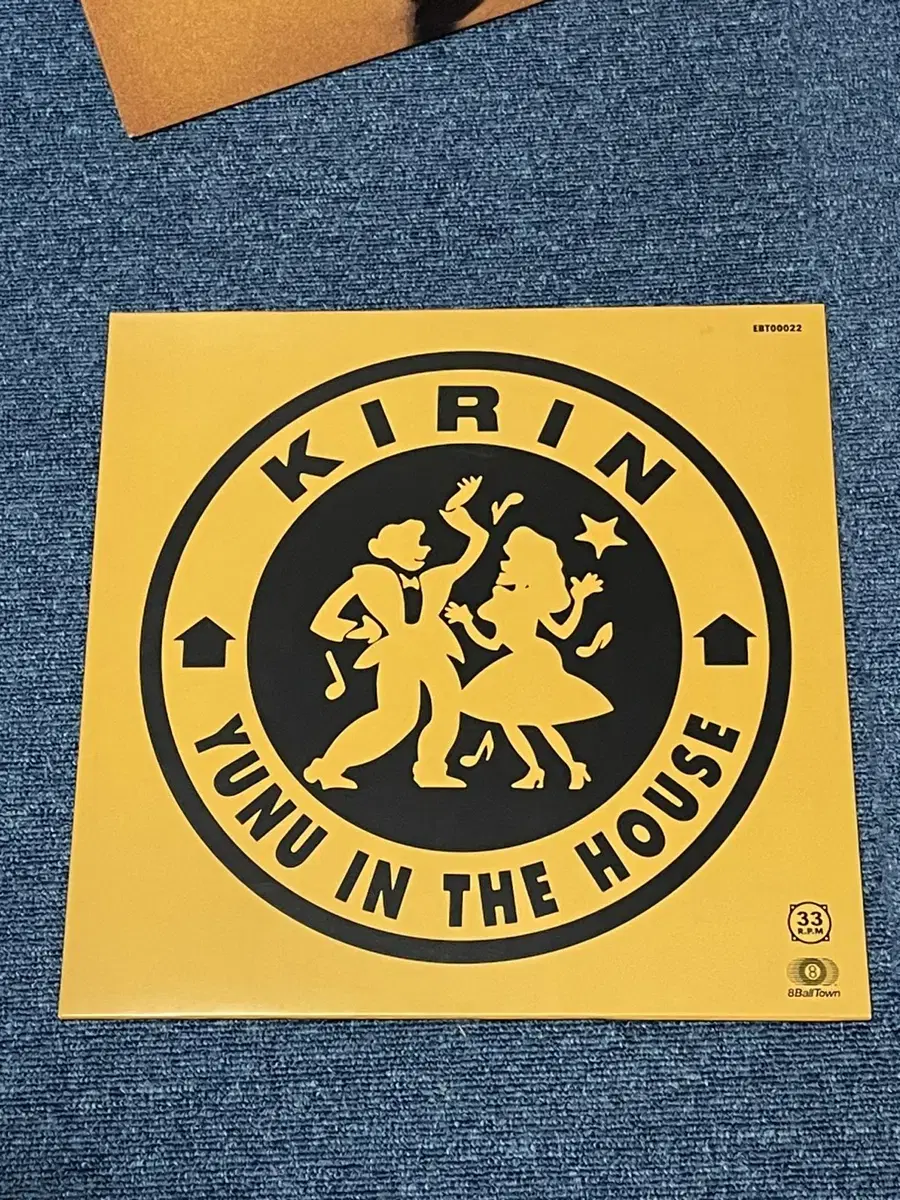 EBT00022
KIRIN
YUNU IN THE HOUSE
33
R.P.M
8
8BallTown